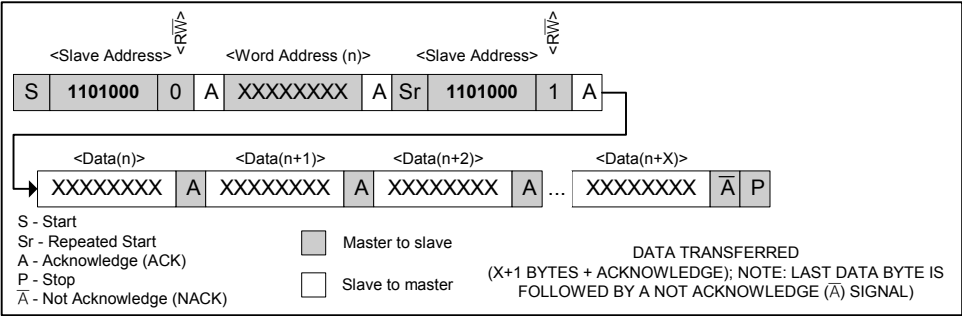 <RW̅> <RW̅>
<Slave Address> <Word Address (n)> <Slave Address>
S 1101000 0 A XXXXXXXX A Sr 1101000 1 A
<Data(n)> <Data(n+1)> <Data(n+2)> <Data(n+X)>
XXXXXXXX A XXXXXXXX A XXXXXXXX A ... XXXXXXXX A̅ P
S - Start
Sr - Repeated Start
A - Acknowledge (ACK)
P - Stop
A̅ - Not Acknowledge (NACK)
Master to slave
Slave to master
DATA TRANSFERRED
(X+1 BYTES + ACKNOWLEDGE); NOTE: LAST DATA BYTE IS
FOLLOWED BY A NOT ACKNOWLEDGE (A̅) SIGNAL)